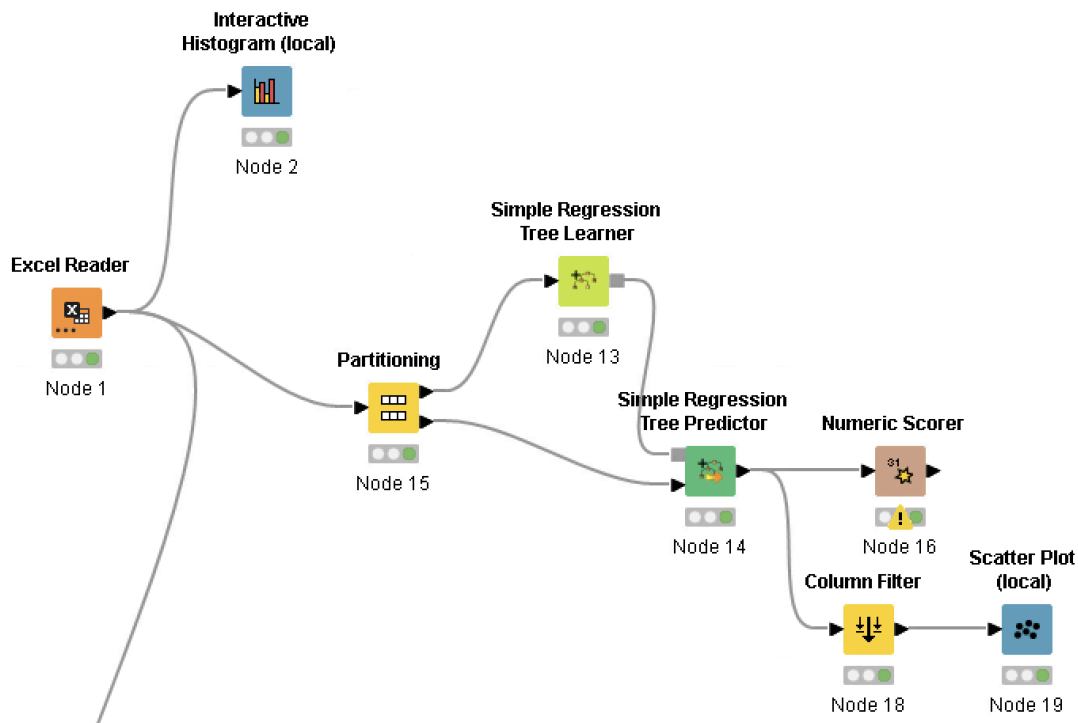 Interactive
Histogram (local)
Node 2
Simple Regression
Tree Learner
Node 13
Excel Reader
X
Node 1
Partitioning
Node 15
Simple Regression
Tree Predictor
Node 14
Numeric Scorer
31
!
Node 16
Column Filter
Node 18
Scatter Plot
(local)
Node 19